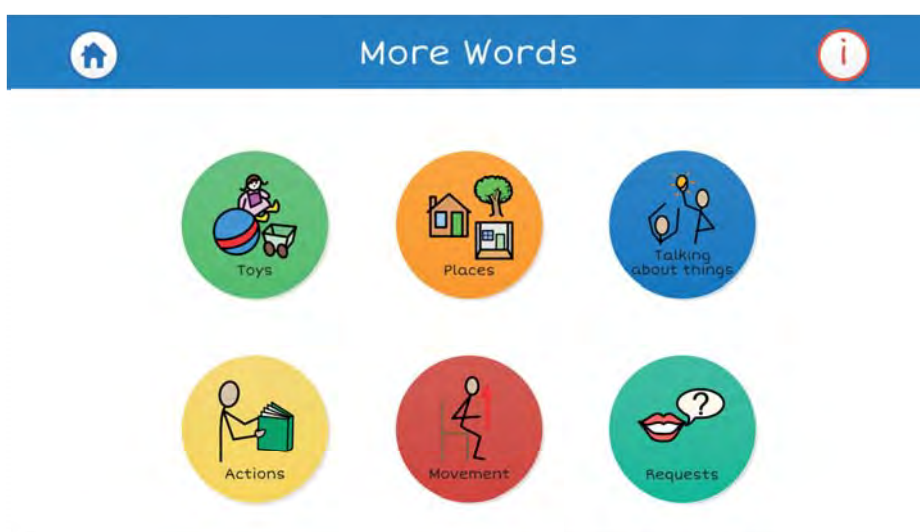 More Words
i
Toys
Places
Talking
about things
Actions
Movement
?
Requests